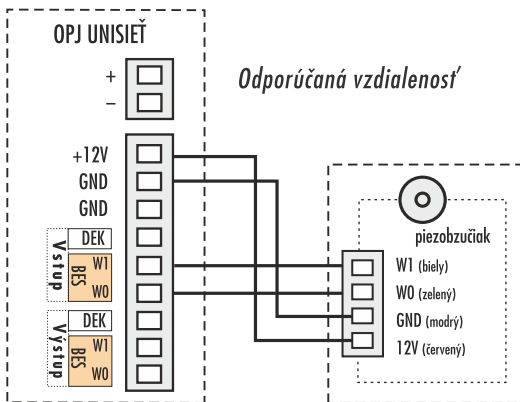 OPJ UNISIEŤ
+
–
Odporúčaná vzdialenosť
+12V
GND
GND
Vstup
DEK
BES
W1
W0
Výstup
DEK
BES
W1
W0
piezobzučiak
W1 (biely)
W0 (zelený)
GND (modrý)
12V (červený)